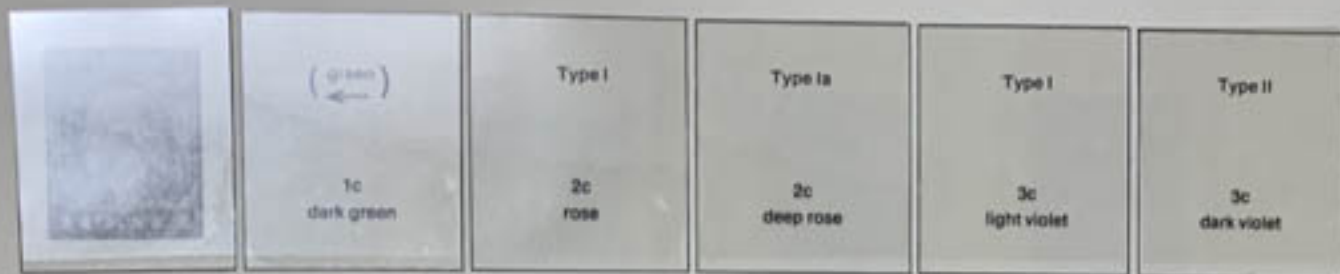 (green)
1c
dark green
Type I
2c
rose
Type Ia
2c
deep rose
Type I
3c
light violet
Type II
3c
dark violet